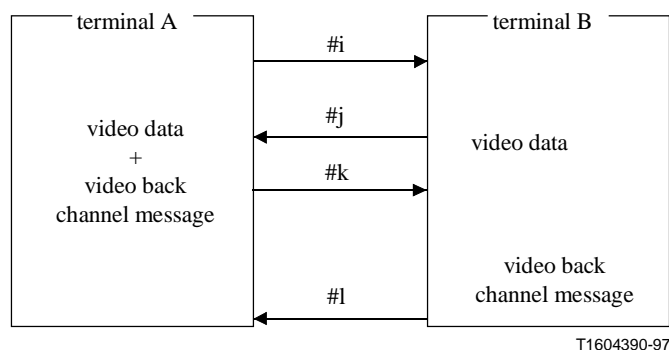 terminal A
terminal B
#i
#j
video data
+
video back
channel message
video data
#k
video back
channel message
#l
T1604390-97